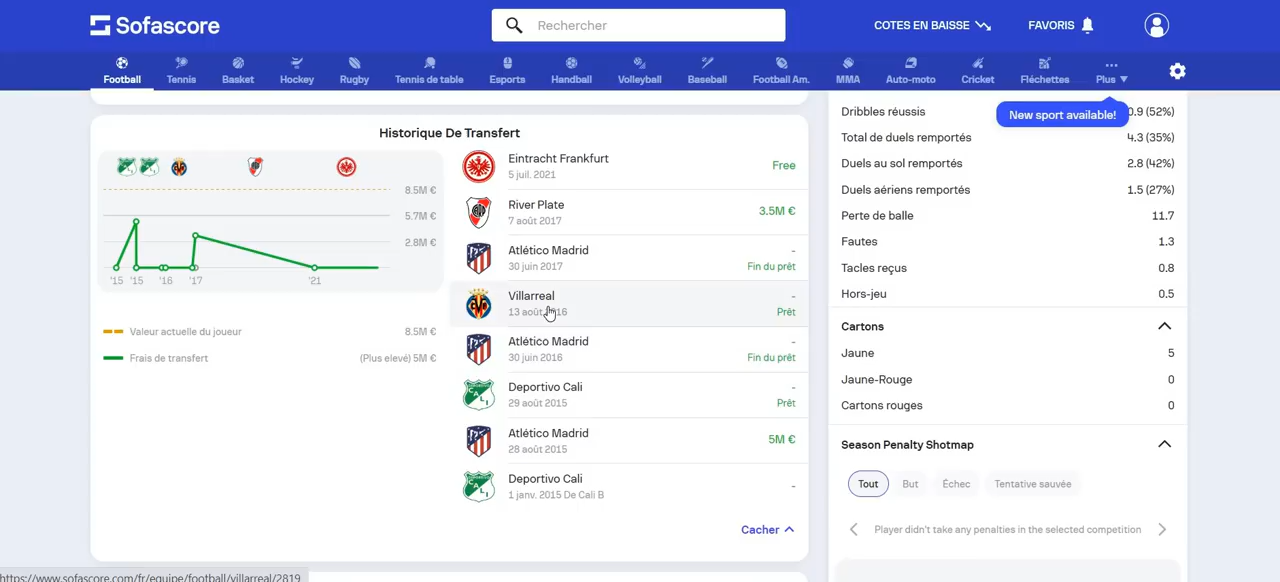 Sofascore
Rechercher
COTES EN BAISSE
FAVORIS
Football
Tennis
Basket
Hockey
Rugby
Tennis de table
Esports
Handball
Volleyball
Baseball
Football Am.
MMA
Auto-moto
Cricket
Fléchettes
Plus
New sport available!
Historique De Transfert
8.5M €
5.7M €
2.8M €
'15 '15 '16 '17 '21
Valeur actuelle du joueur 8.5M €
Frais de transfert (Plus elevé) 5M €
Eintracht Frankfurt
5 juil. 2021
Free
River Plate
7 août 2017
3.5M €
Atlético Madrid -
30 juin 2017 Fin du prêt
Villarreal -
13 août 2016 Prêt
Atlético Madrid -
30 juin 2016 Fin du prêt
Deportivo Cali -
29 août 2015 Prêt
Atlético Madrid
28 août 2015
5M €
Deportivo Cali
1 janv. 2015 De Cali B
-
Cacher
Dribbles réussis 0.9 (52%)
Total de duels remportés 4.3 (35%)
Duels au sol remportés 2.8 (42%)
Duels aériens remportés 1.5 (27%)
Perte de balle 11.7
Fautes 1.3
Tacles reçus 0.8
Hors-jeu 0.5
Cartons
Jaune 5
Jaune-Rouge 0
Cartons rouges 0
Season Penalty Shotmap
Tout But Échec Tentative sauvée
Player didn't take any penalties in the selected competition
https://www.sofascore.com/fr/equipe/football/villarreal/2819